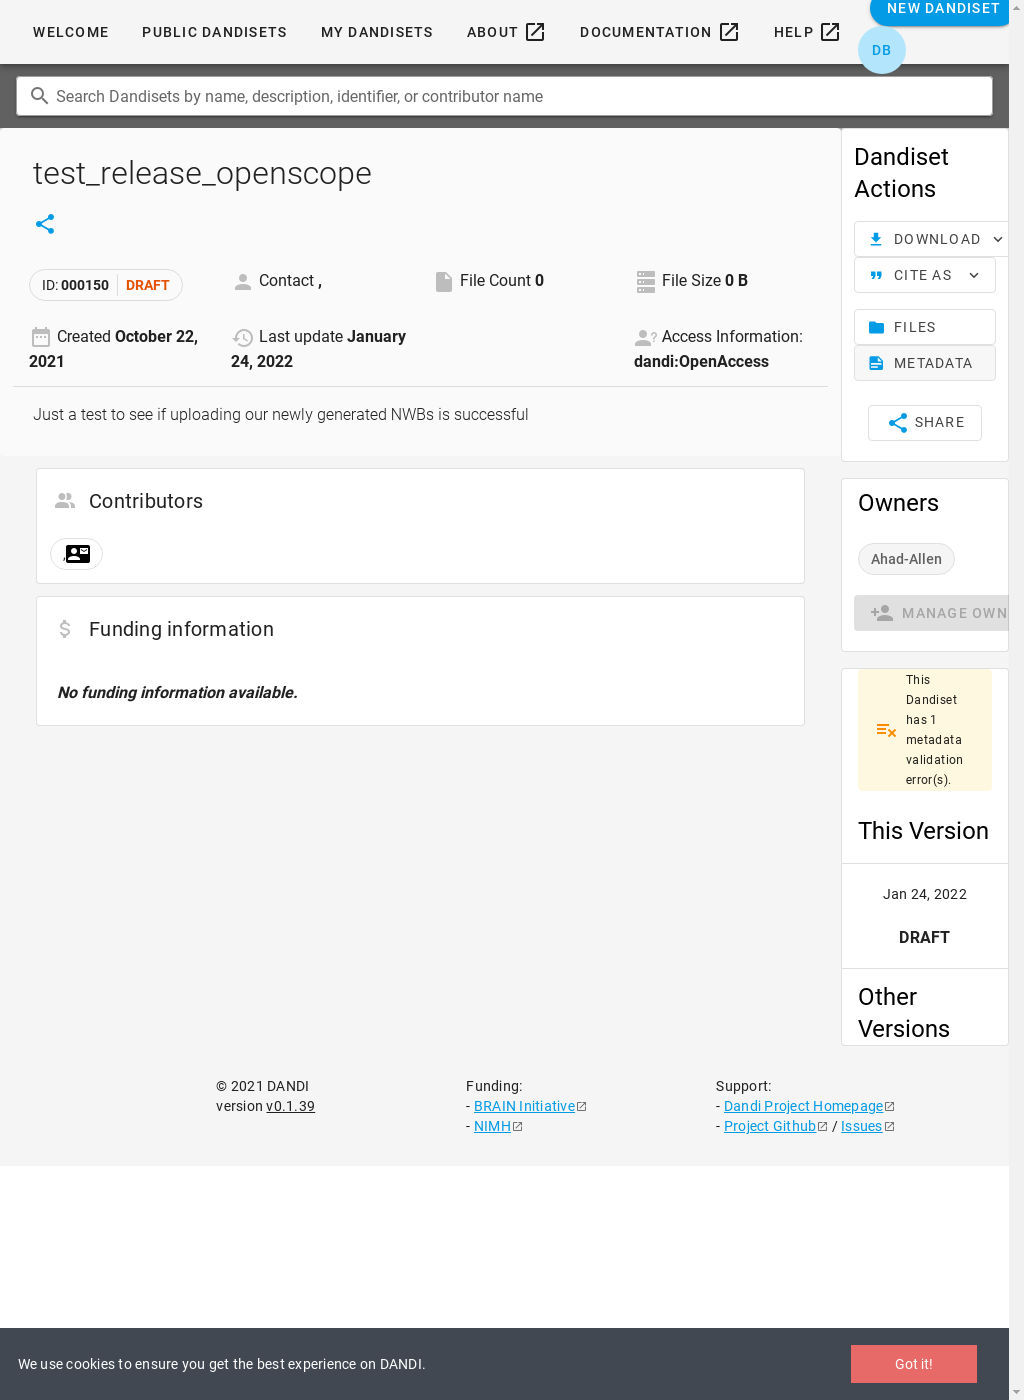 WELCOME
PUBLIC DANDISETS
MY DANDISETS
ABOUT
DOCUMENTATION
HELP
NEW DANDISET
DB
Search Dandisets by name, description, identifier, or contributor name
test_release_openscope
ID: 000150 DRAFT
Contact ,
File Count 0
File Size 0 B
Created October 22,
2021
Last update January
24, 2022
Access Information:
dandi:OpenAccess
Just a test to see if uploading our newly generated NWBs is successful
Contributors
,
Funding information
No funding information available.
Dandiset
Actions
DOWNLOAD
CITE AS
FILES
METADATA
SHARE
Owners
Ahad-Allen
MANAGE OWN
This
Dandiset
has 1
metadata
validation
error(s).
This Version
Jan 24, 2022
DRAFT
Other
Versions
© 2021 DANDI
version v0.1.39
Funding:
- BRAIN Initiative
- NIMH
Support:
- Dandi Project Homepage
- Project Github / Issues
We use cookies to ensure you get the best experience on DANDI.
Got it!